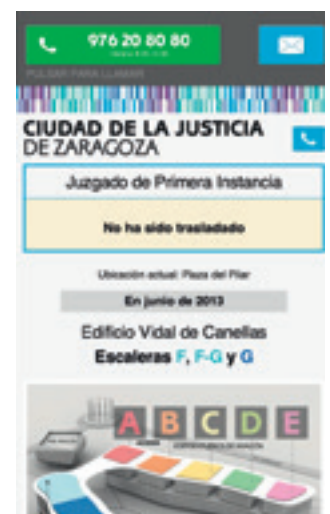 976 20 80 80
PULSAR PARA LLAMAR
CIUDAD DE LA JUSTICIA
DE ZARAGOZA
Juzgado de Primera Instancia
No ha sido trasladado
Ubicación actual: Plaza del Pilar
En junio de 2013
Edificio Vidal de Canellas
Escaleras F, F-G y G
A B C D E